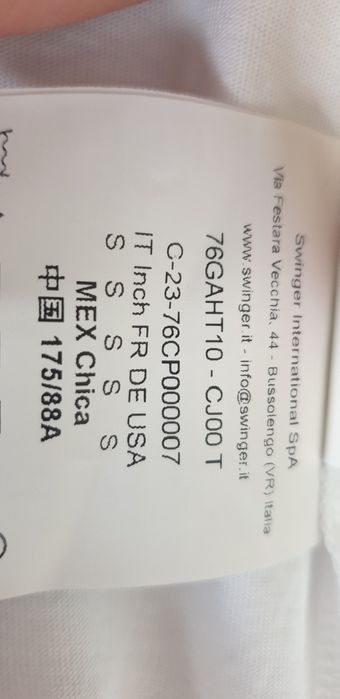 Swinger International SpA
Via Festara Vecchia, 44 - Bussolengo (VR) Italia
www.swinger.it - info@swinger.it
76GAHT10 - CJ00 T
C-23-76CP000007
IT Inch FR DE USA
S S S S S
MEX Chica
中国 175/88A